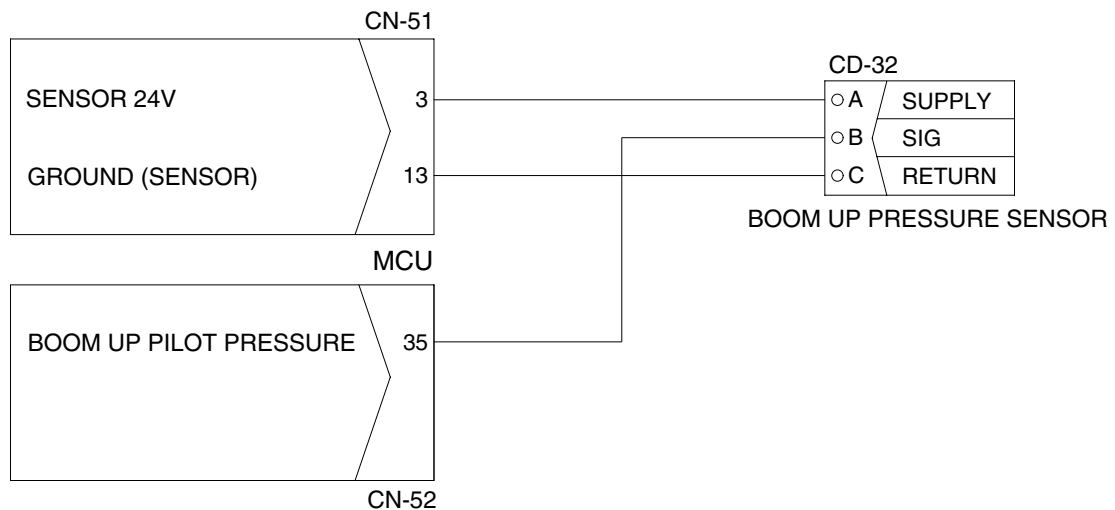 CN-51
CD-32
SENSOR 24V 3
A SUPPLY
B SIG
GROUND (SENSOR) 13
C RETURN
BOOM UP PRESSURE SENSOR
MCU
BOOM UP PILOT PRESSURE 35
CN-52